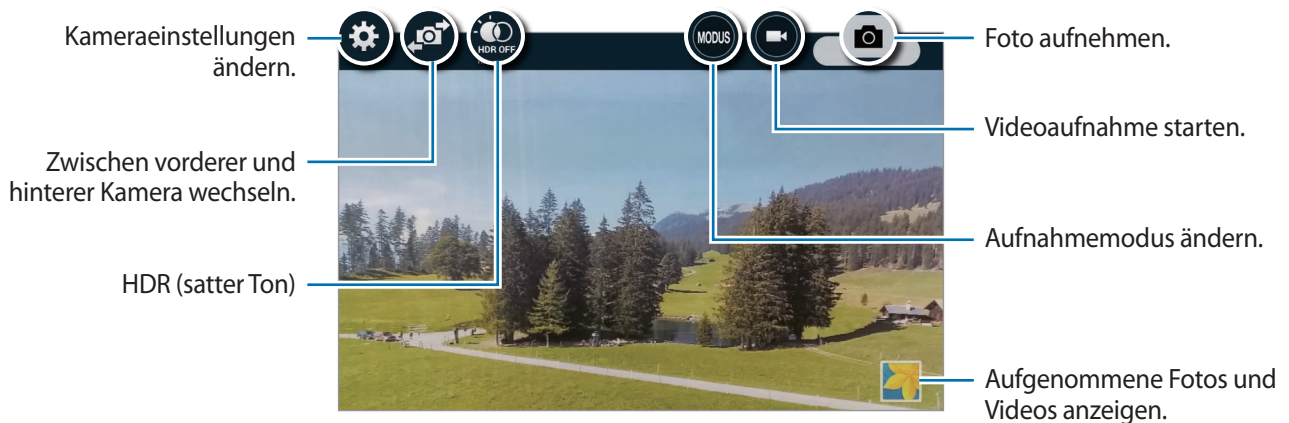 Kameraeinstellungen
ändern.
Zwischen vorderer und
hinterer Kamera wechseln.
HDR (satter Ton)
HDR OFF
MODUS
Foto aufnehmen.
Videoaufnahme starten.
Aufnahmemodus ändern.
Aufgenommene Fotos und
Videos anzeigen.